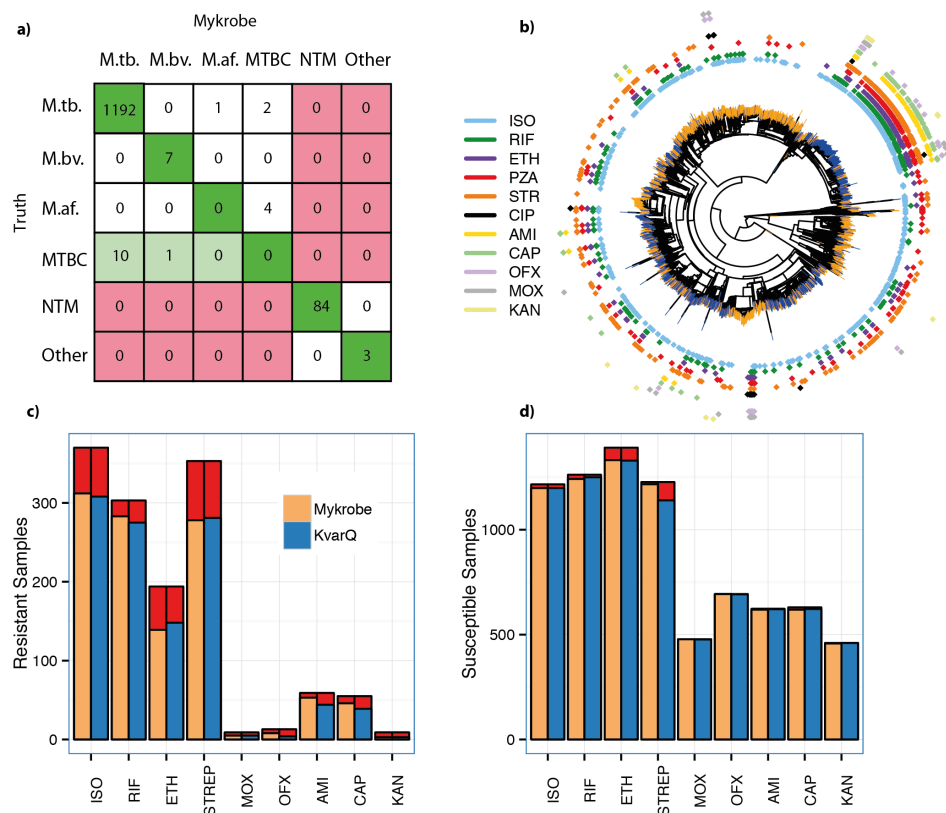 a)
Mykrobe
M.tb. M.bv. M.af. MTBC NTM Other
Truth
M.tb. 1192 0 1 2 0 0
M.bv. 0 7 0 0 0 0
M.af. 0 0 0 4 0 0
MTBC 10 1 0 0 0 0
NTM 0 0 0 0 84 0
Other 0 0 0 0 0 3
b)
ISO
RIF
ETH
PZA
STR
CIP
AMI
CAP
OFX
MOX
KAN
c)
Resistant Samples
300
200
100
0
Mykrobe
KvarQ
ISO RIF ETH STREP MOX OFX AMI CAP KAN
d)
Susceptible Samples
1000
500
0
ISO RIF ETH STREP MOX OFX AMI CAP KAN